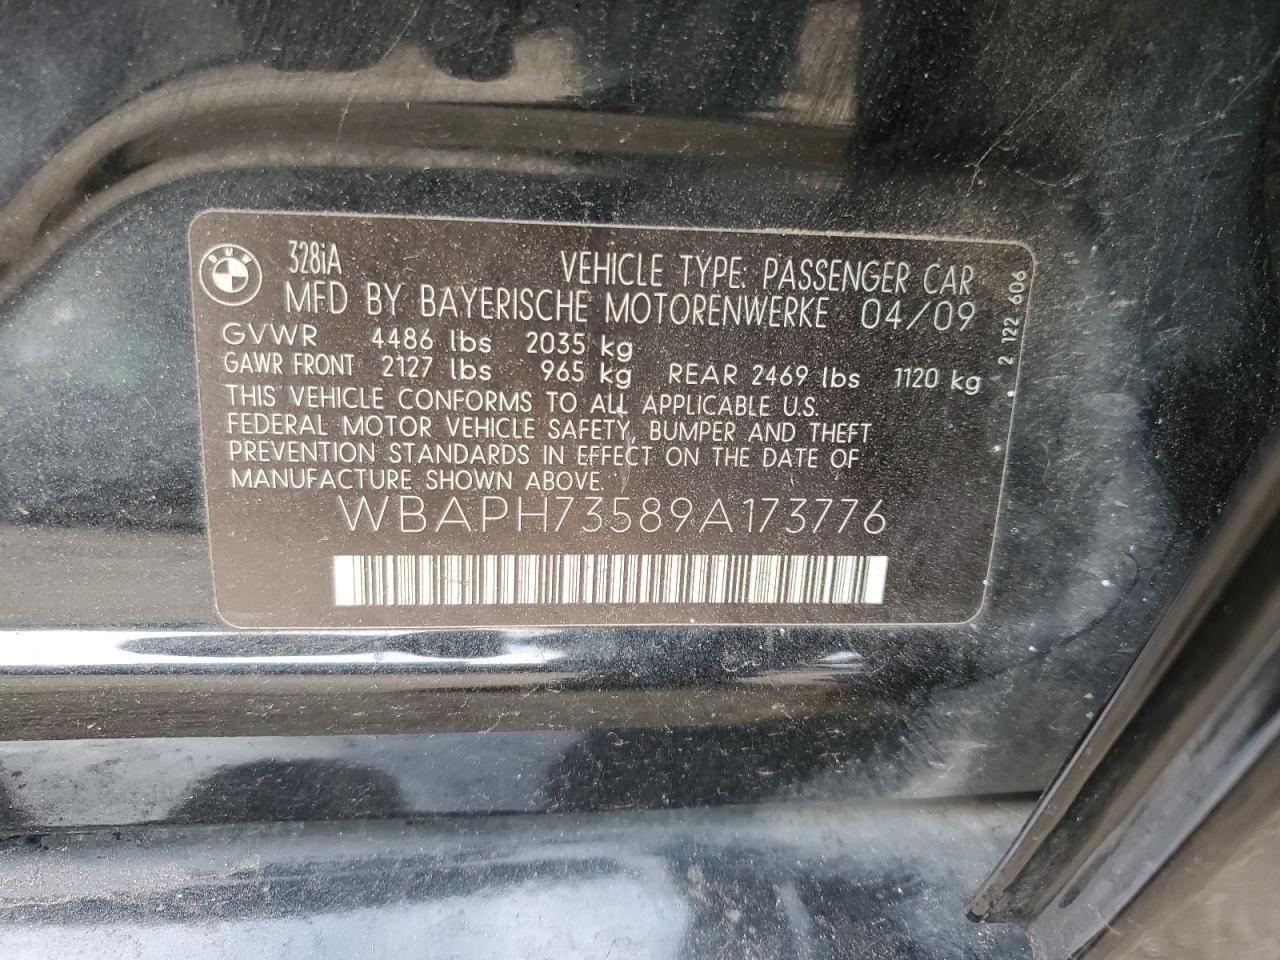 BMW
328iA
VEHICLE TYPE: PASSENGER CAR
MFD BY BAYERISCHE MOTORENWERKE 04/09
GVWR 4486 lbs 2035 kg
GAWR FRONT 2127 lbs 965 kg REAR 2469 lbs 1120 kg
THIS VEHICLE CONFORMS TO ALL APPLICABLE U.S.
FEDERAL MOTOR VEHICLE SAFETY, BUMPER AND THEFT
PREVENTION STANDARDS IN EFFECT ON THE DATE OF
MANUFACTURE SHOWN ABOVE.
WBAPH73589A173776
2 122 606